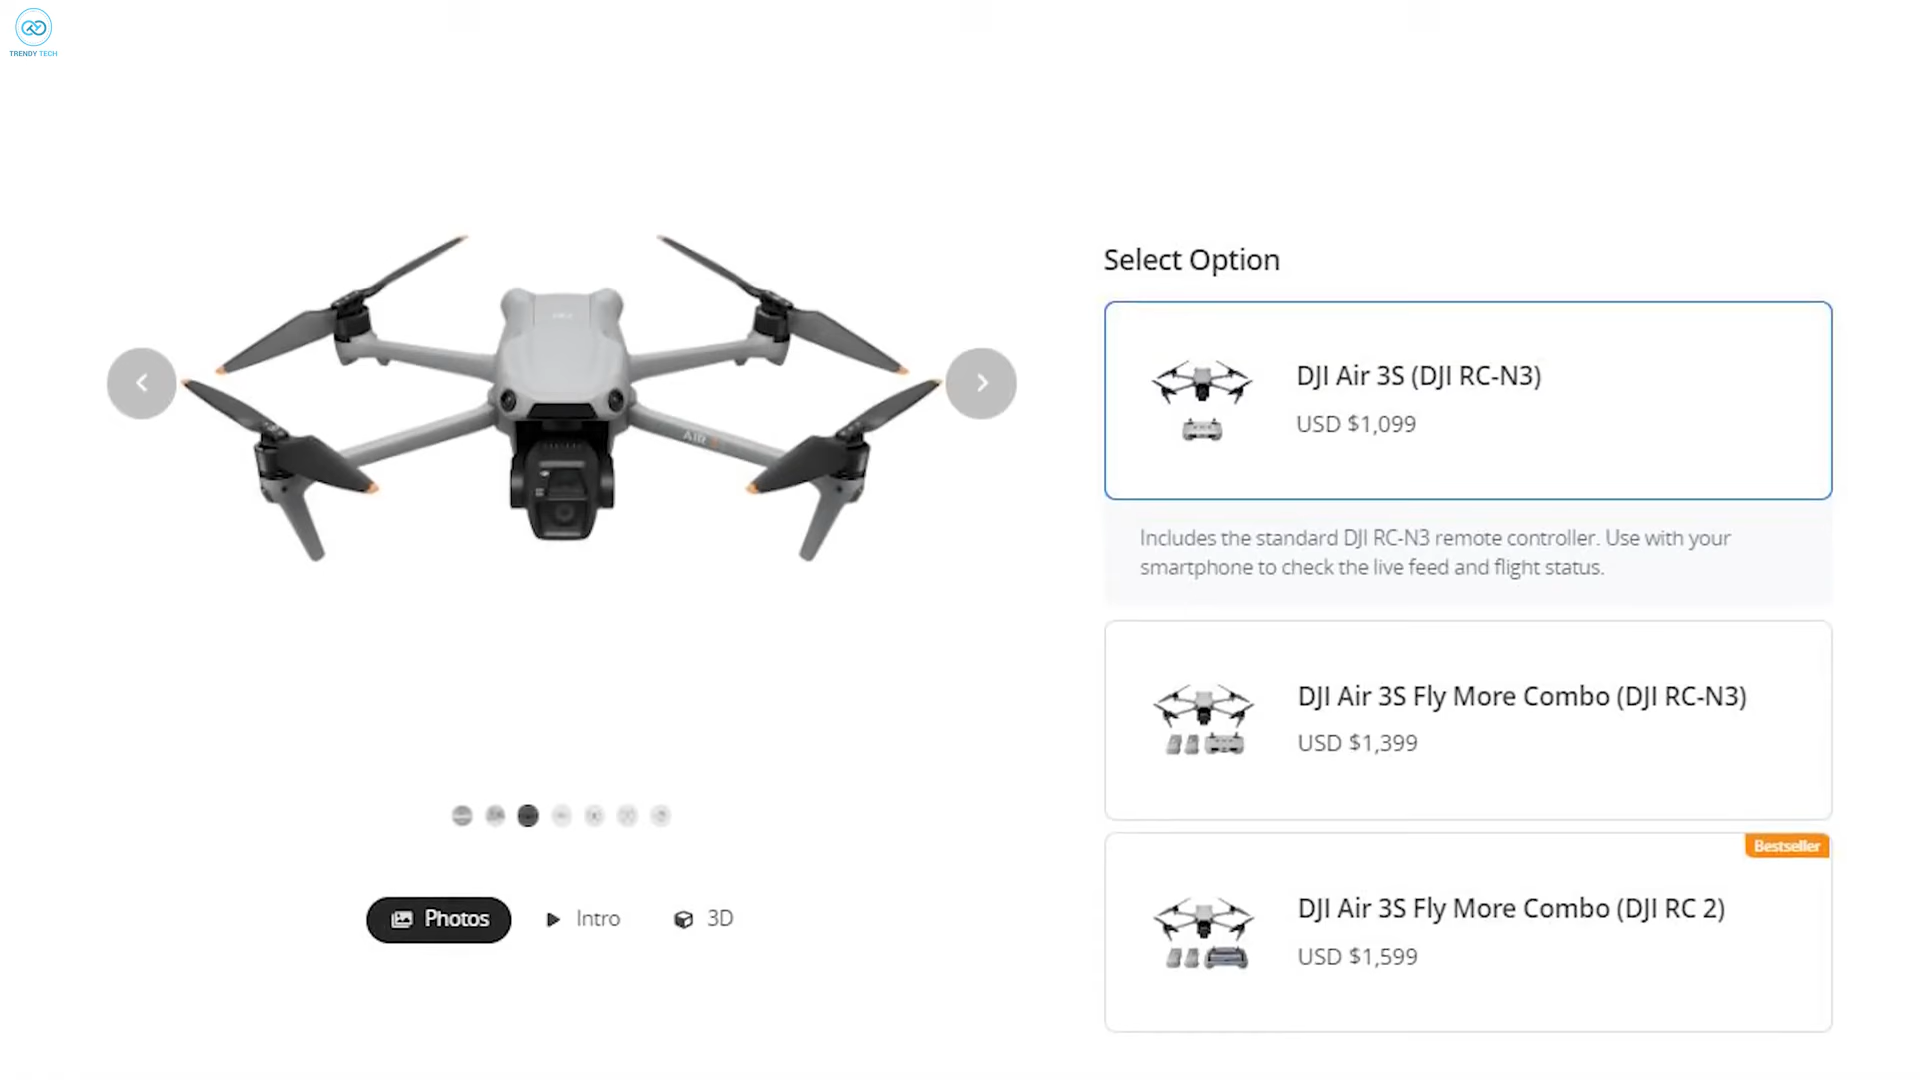 TRENDY TECH
AIR
Select Option
DJI Air 3S (DJI RC-N3)
USD $1,099
Includes the standard DJI RC-N3 remote controller. Use with your
smartphone to check the live feed and flight status.
DJI Air 3S Fly More Combo (DJI RC-N3)
USD $1,399
Bestseller
DJI Air 3S Fly More Combo (DJI RC 2)
USD $1,599
Photos
Intro
3D